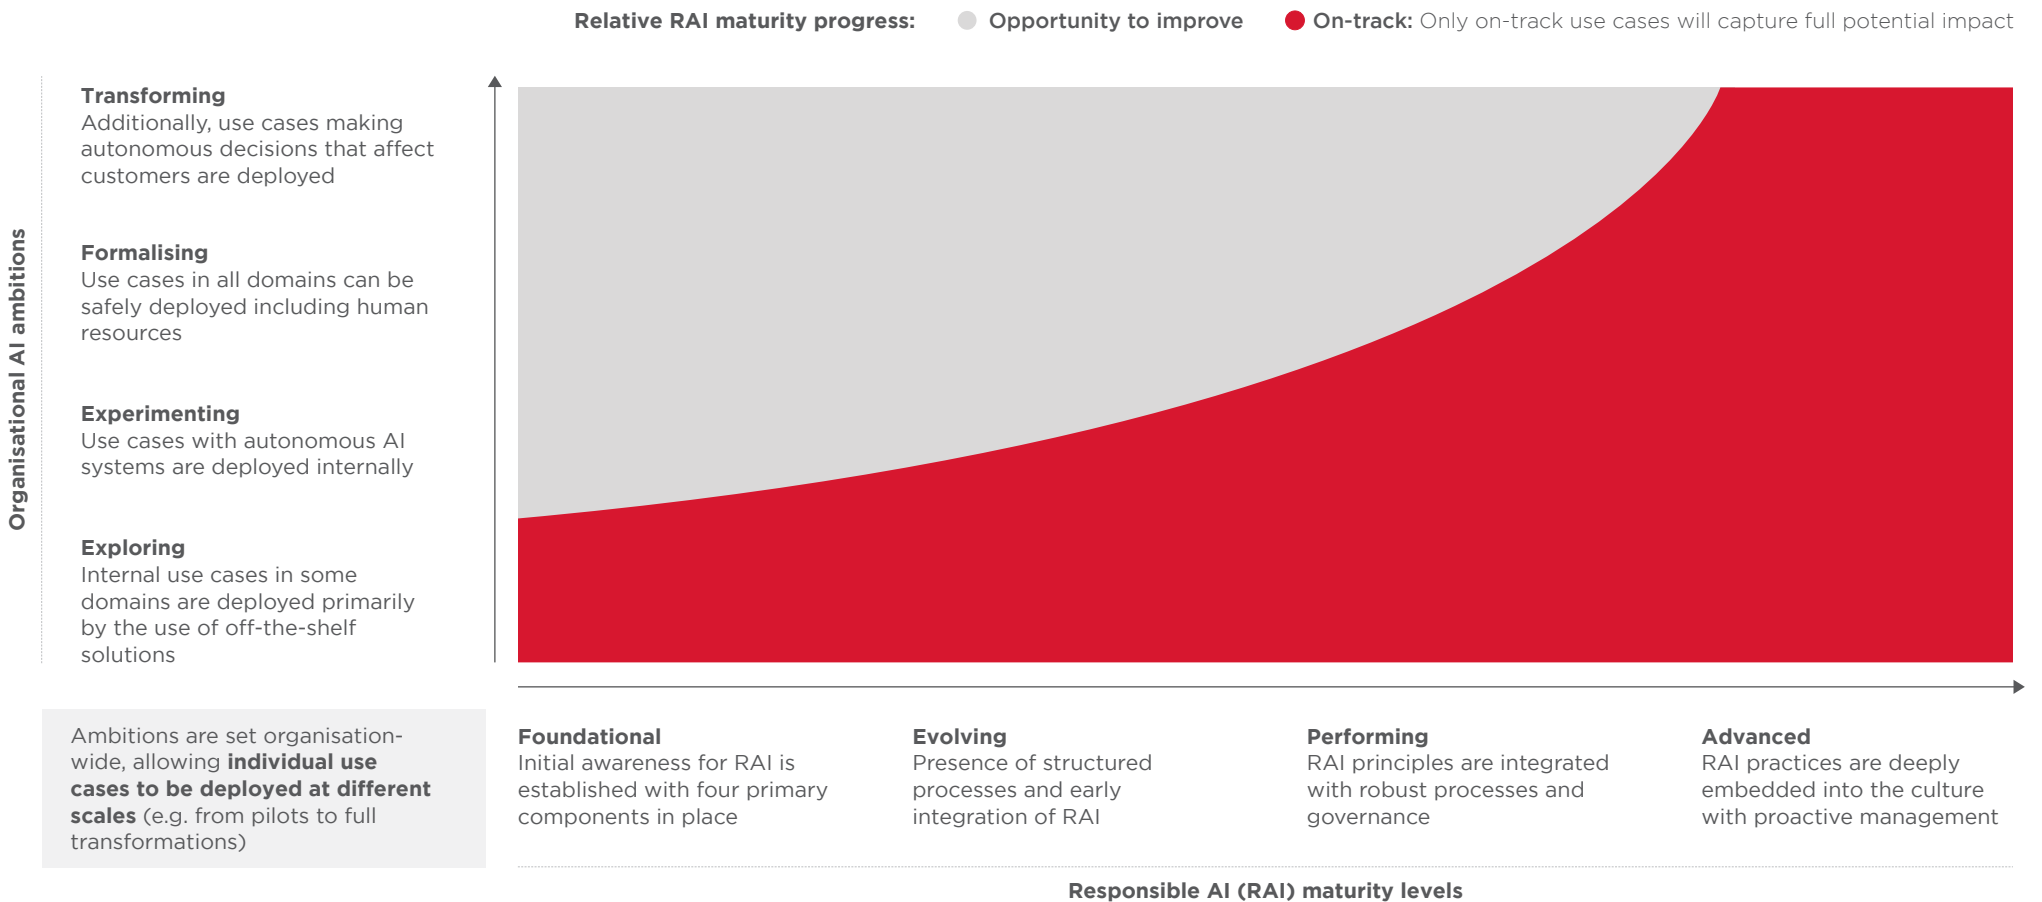 Relative RAI maturity progress: Opportunity to improve On-track: Only on-track use cases will capture full potential impact
Organisational AI ambitions
Transforming
Additionally, use cases making
autonomous decisions that affect
customers are deployed
Formalising
Use cases in all domains can be
safely deployed including human
resources
Experimenting
Use cases with autonomous AI
systems are deployed internally
Exploring
Internal use cases in some
domains are deployed primarily
by the use of off-the-shelf
solutions
Ambitions are set organisation-
wide, allowing individual use
cases to be deployed at different
scales (e.g. from pilots to full
transformations)
Foundational
Initial awareness for RAI is
established with four primary
components in place
Evolving
Presence of structured
processes and early
integration of RAI
Performing
RAI principles are integrated
with robust processes and
governance
Advanced
RAI practices are deeply
embedded into the culture
with proactive management
Responsible AI (RAI) maturity levels